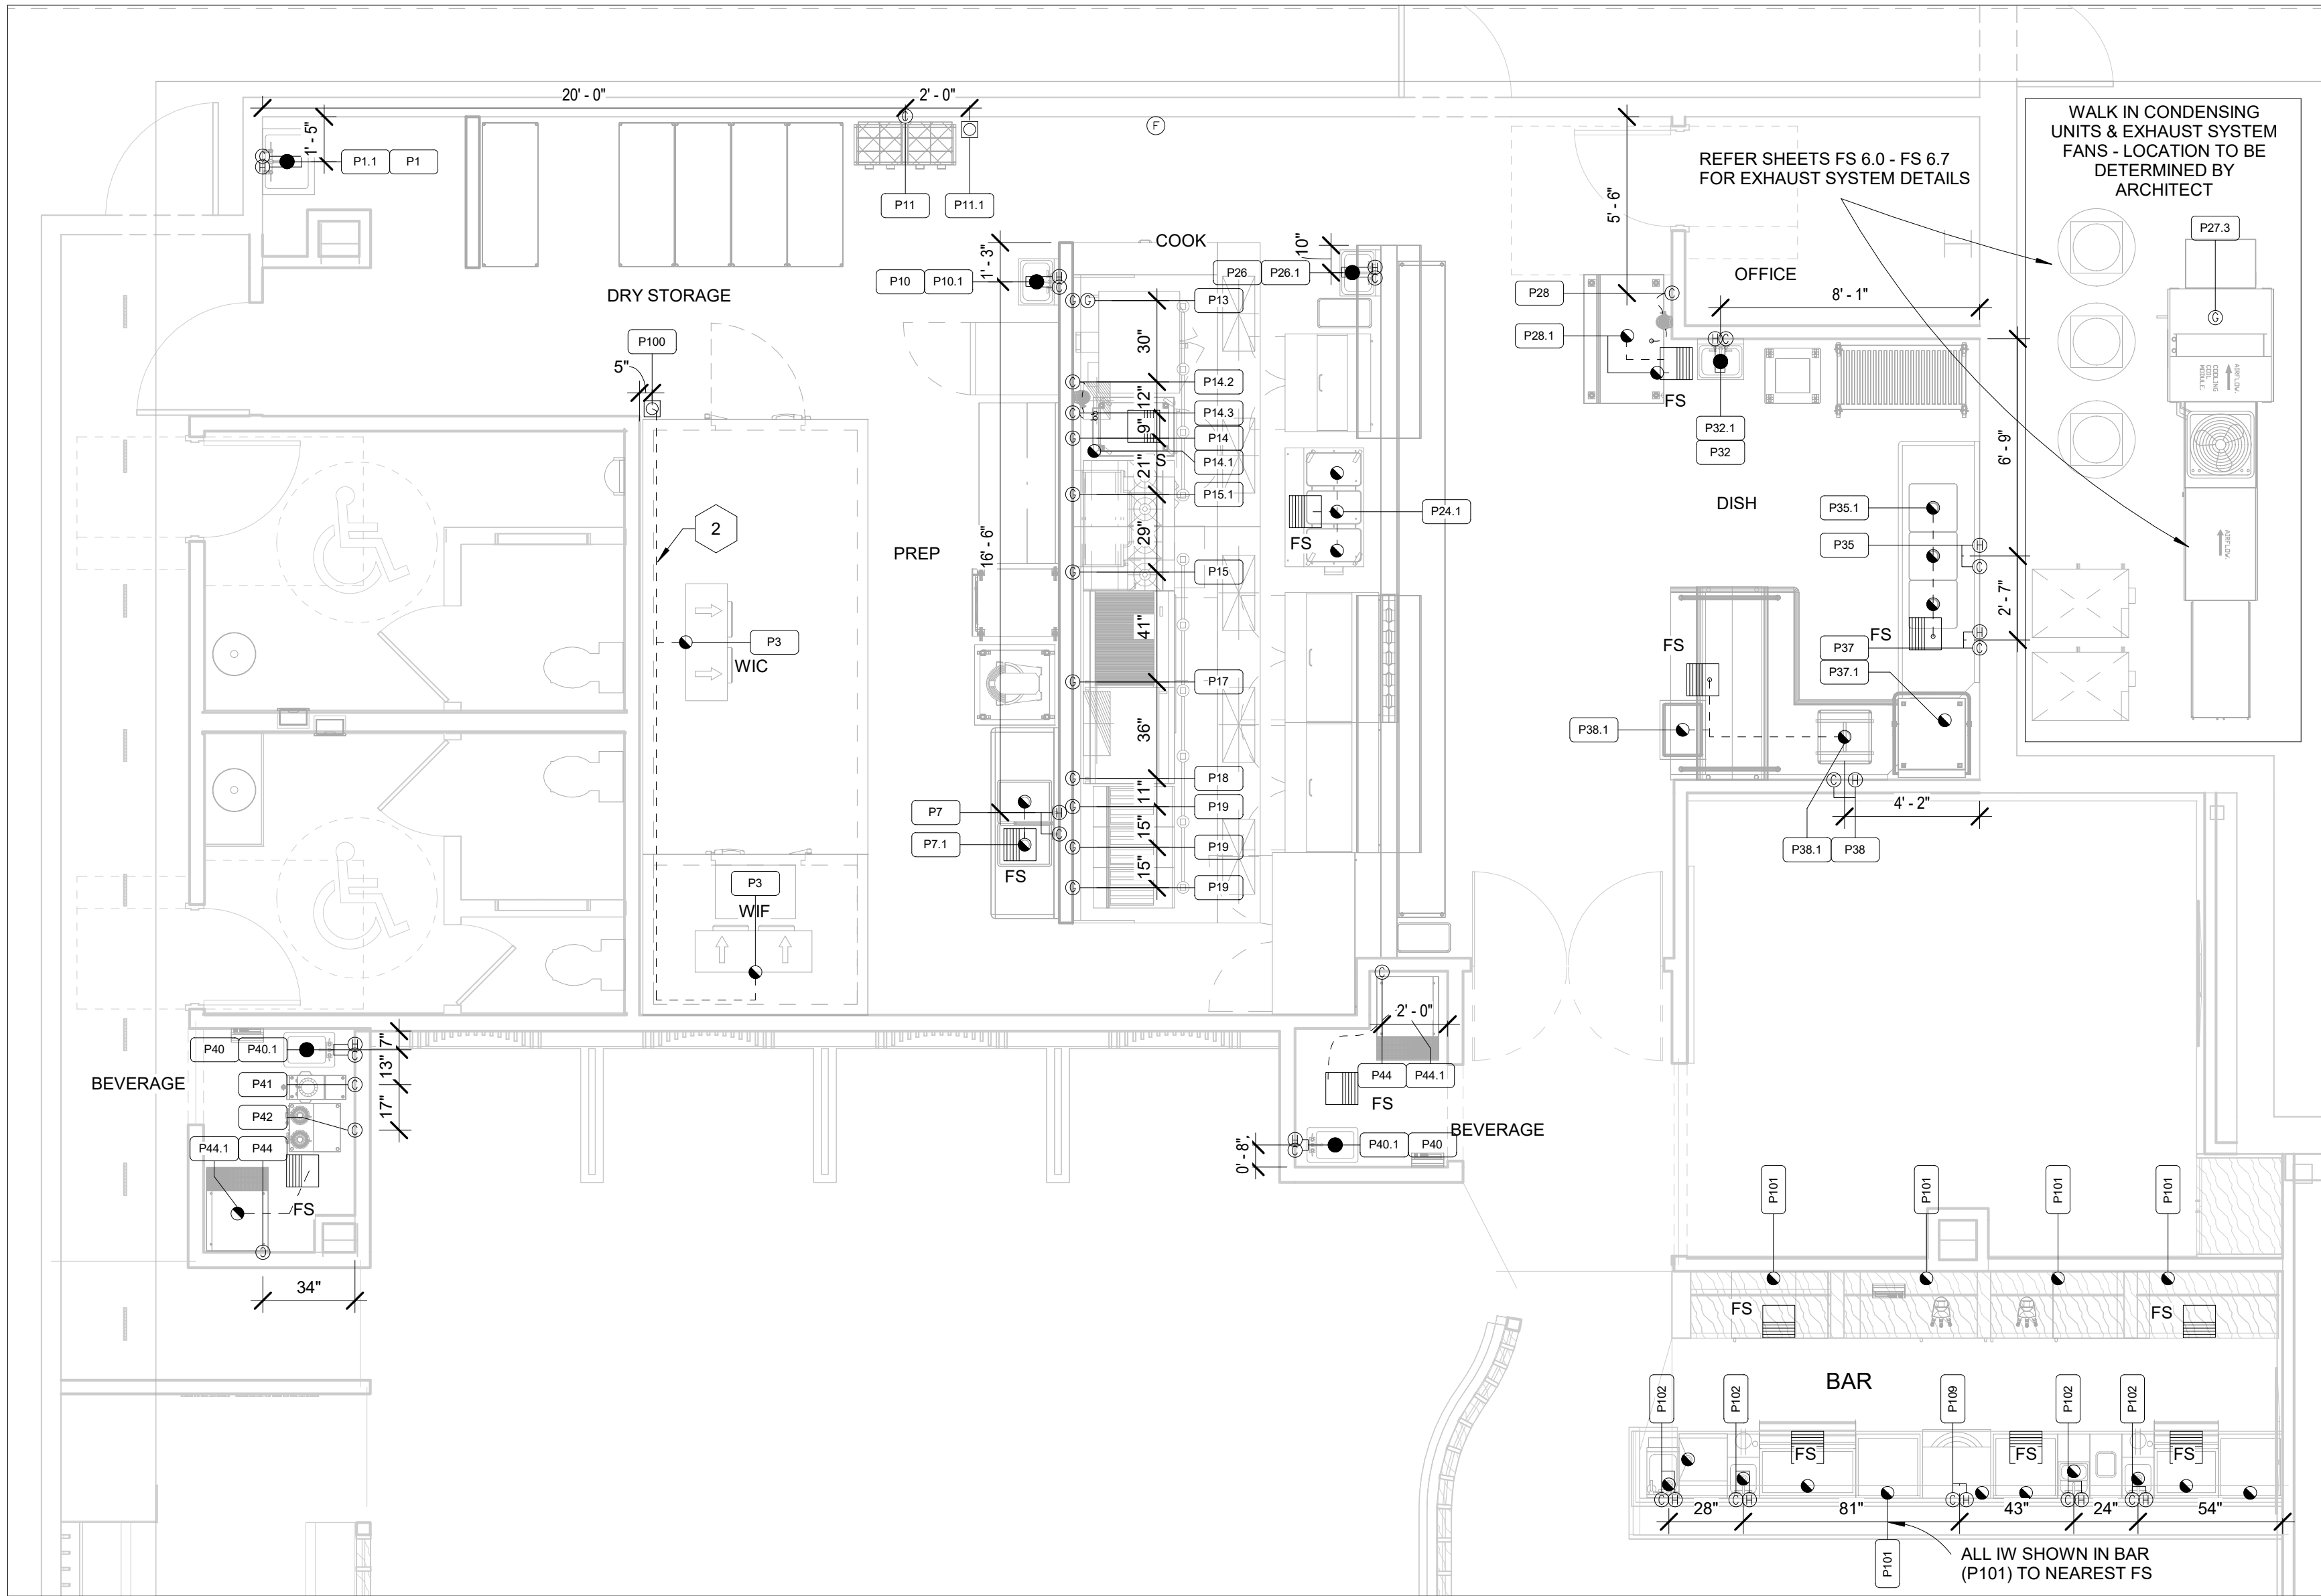 20' - 0"
2' - 0"
WALK IN CONDENSING
UNITS & EXHAUST SYSTEM
FANS - LOCATION TO BE
DETERMINED BY
ARCHITECT
C
F
1' - 5"
C
H
P1.1 P1
REFER SHEETS FS 6.0 - FS 6.7
FOR EXHAUST SYSTEM DETAILS
5' - 6"
P11 P11.1
P27.3
COOK
1' - 3"
10"
P10 P10.1
H
C
P26 P26.1
H
C
OFFICE
DRY STORAGE
G G
P13
P28
C
8' - 1"
G
30"
P28.1
H C
P100
5"
FS
AIRFLOW
COOLING
COIL
MODULE
C
P14.2
12"
C
P14.3
9"
G
P14
P14.1
S
21"
P32.1
P32
6' - 9"
G
P15.1
2
29"
P24.1
FS
DISH
P35.1
PREP
16' - 6"
P35
H
C
AIRFLOW
G
P15
2' - 7"
41"
P3
WIC
FS
FS
P37
H
C
P37.1
G
P17
36"
P38.1
G
P18
C H
11"
4' - 2"
P7
H
C
G
P19
15"
P7.1
G
P19
P38.1 P38
FS
15"
P3
G
P19
WIF
C
2' - 0"
P40 P40.1
H
C
7"
13"
BEVERAGE
P41
C
P44 P44.1
17"
FS
P42
C
BEVERAGE
P44.1 P44
H
C
P40.1 P40
0' - 8"
FS
C
34"
P101
P101
P101
P101
FS
FS
BAR
P102
P102
P109
P102
P102
FS
FS
FS
C H
C H
C H
C H
C H
28"
81"
43"
24"
54"
P101
ALL IW SHOWN IN BAR
(P101) TO NEAREST FS